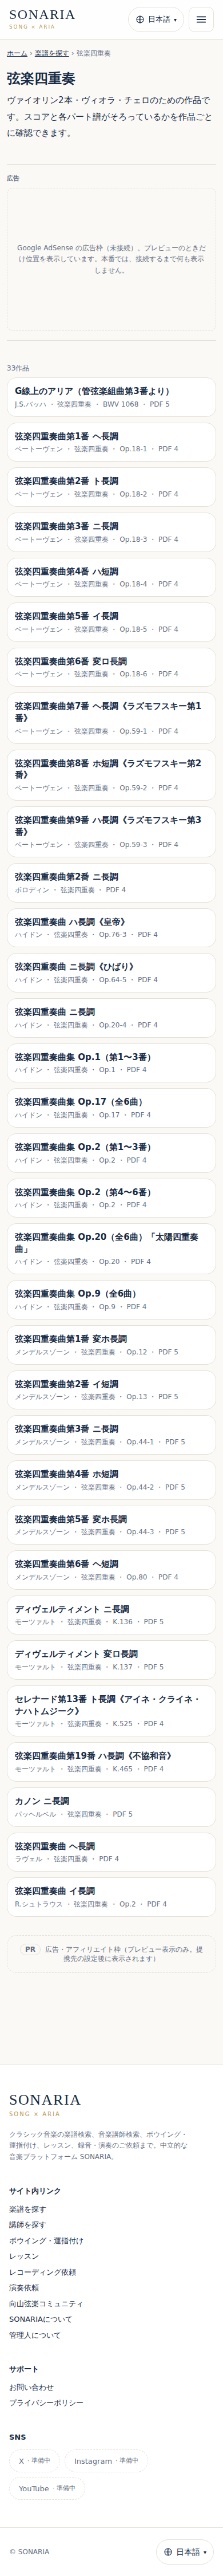 SONARIA
SONG × ARIA
日本語 ▾
ホーム › 楽譜を探す › 弦楽四重奏
弦楽四重奏
ヴァイオリン2本・ヴィオラ・チェロのための作品で
す。スコアと各パート譜がそろっているかを作品ごと
に確認できます。
広告
Google AdSense の広告枠（未接続）。プレビューのときだ
け位置を表示しています。本番では、接続するまで何も表示
しません。
33作品
G線上のアリア（管弦楽組曲第3番より）
J.S.バッハ ・ 弦楽四重奏 ・ BWV 1068 ・ PDF 5
弦楽四重奏曲第1番 ヘ長調
ベートーヴェン ・ 弦楽四重奏 ・ Op.18-1 ・ PDF 4
弦楽四重奏曲第2番 ト長調
ベートーヴェン ・ 弦楽四重奏 ・ Op.18-2 ・ PDF 4
弦楽四重奏曲第3番 ニ長調
ベートーヴェン ・ 弦楽四重奏 ・ Op.18-3 ・ PDF 4
弦楽四重奏曲第4番 ハ短調
ベートーヴェン ・ 弦楽四重奏 ・ Op.18-4 ・ PDF 4
弦楽四重奏曲第5番 イ長調
ベートーヴェン ・ 弦楽四重奏 ・ Op.18-5 ・ PDF 4
弦楽四重奏曲第6番 変ロ長調
ベートーヴェン ・ 弦楽四重奏 ・ Op.18-6 ・ PDF 4
弦楽四重奏曲第7番 ヘ長調《ラズモフスキー第1
番》
ベートーヴェン ・ 弦楽四重奏 ・ Op.59-1 ・ PDF 4
弦楽四重奏曲第8番 ホ短調《ラズモフスキー第2
番》
ベートーヴェン ・ 弦楽四重奏 ・ Op.59-2 ・ PDF 4
弦楽四重奏曲第9番 ハ長調《ラズモフスキー第3
番》
ベートーヴェン ・ 弦楽四重奏 ・ Op.59-3 ・ PDF 4
弦楽四重奏曲第2番 ニ長調
ボロディン ・ 弦楽四重奏 ・ PDF 4
弦楽四重奏曲 ハ長調《皇帝》
ハイドン ・ 弦楽四重奏 ・ Op.76-3 ・ PDF 4
弦楽四重奏曲 ニ長調《ひばり》
ハイドン ・ 弦楽四重奏 ・ Op.64-5 ・ PDF 4
弦楽四重奏曲 ニ長調
ハイドン ・ 弦楽四重奏 ・ Op.20-4 ・ PDF 4
弦楽四重奏曲集 Op.1（第1〜3番）
ハイドン ・ 弦楽四重奏 ・ Op.1 ・ PDF 4
弦楽四重奏曲集 Op.17（全6曲）
ハイドン ・ 弦楽四重奏 ・ Op.17 ・ PDF 4
弦楽四重奏曲集 Op.2（第1〜3番）
ハイドン ・ 弦楽四重奏 ・ Op.2 ・ PDF 4
弦楽四重奏曲集 Op.2（第4〜6番）
ハイドン ・ 弦楽四重奏 ・ Op.2 ・ PDF 4
弦楽四重奏曲集 Op.20（全6曲）「太陽四重奏
曲」
ハイドン ・ 弦楽四重奏 ・ Op.20 ・ PDF 4
弦楽四重奏曲集 Op.9（全6曲）
ハイドン ・ 弦楽四重奏 ・ Op.9 ・ PDF 4
弦楽四重奏曲第1番 変ホ長調
メンデルスゾーン ・ 弦楽四重奏 ・ Op.12 ・ PDF 5
弦楽四重奏曲第2番 イ短調
メンデルスゾーン ・ 弦楽四重奏 ・ Op.13 ・ PDF 5
弦楽四重奏曲第3番 ニ長調
メンデルスゾーン ・ 弦楽四重奏 ・ Op.44-1 ・ PDF 5
弦楽四重奏曲第4番 ホ短調
メンデルスゾーン ・ 弦楽四重奏 ・ Op.44-2 ・ PDF 5
弦楽四重奏曲第5番 変ホ長調
メンデルスゾーン ・ 弦楽四重奏 ・ Op.44-3 ・ PDF 5
弦楽四重奏曲第6番 ヘ短調
メンデルスゾーン ・ 弦楽四重奏 ・ Op.80 ・ PDF 4
ディヴェルティメント ニ長調
モーツァルト ・ 弦楽四重奏 ・ K.136 ・ PDF 5
ディヴェルティメント 変ロ長調
モーツァルト ・ 弦楽四重奏 ・ K.137 ・ PDF 5
セレナード第13番 ト長調《アイネ・クライネ・
ナハトムジーク》
モーツァルト ・ 弦楽四重奏 ・ K.525 ・ PDF 4
弦楽四重奏曲第19番 ハ長調《不協和音》
モーツァルト ・ 弦楽四重奏 ・ K.465 ・ PDF 4
カノン ニ長調
パッヘルベル ・ 弦楽四重奏 ・ PDF 5
弦楽四重奏曲 ヘ長調
ラヴェル ・ 弦楽四重奏 ・ PDF 4
弦楽四重奏曲 イ長調
R.シュトラウス ・ 弦楽四重奏 ・ Op.2 ・ PDF 4
PR 広告・アフィリエイト枠（プレビュー表示のみ。提
携先の設定後に表示されます）
SONARIA
SONG × ARIA
クラシック音楽の楽譜検索、音楽講師検索、ボウイング・
運指付け、レッスン、録音・演奏のご依頼まで。中立的な
音楽プラットフォーム SONARIA。
サイト内リンク
楽譜を探す
講師を探す
ボウイング・運指付け
レッスン
レコーディング依頼
演奏依頼
向山弦楽コミュニティ
SONARIAについて
管理人について
サポート
お問い合わせ
プライバシーポリシー
SNS
X · 準備中
Instagram · 準備中
YouTube · 準備中
© SONARIA
日本語 ▾